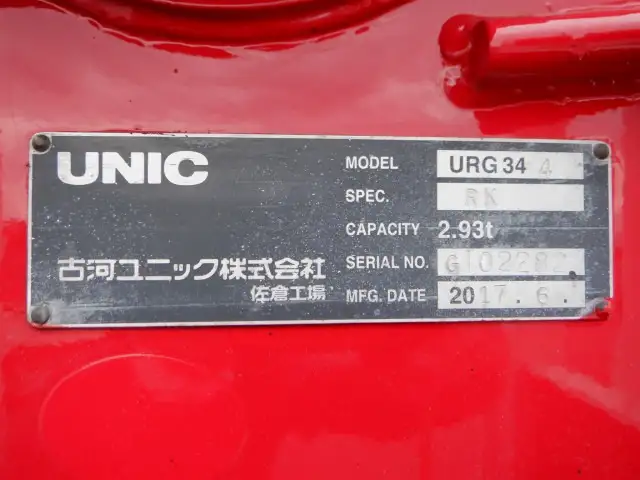 UNIC
MODEL URG34 4
SPEC. RK
CAPACITY 2.93t
古河ユニック株式会社
SERIAL NO.
佐倉工場
MFG. DATE 2017.6.